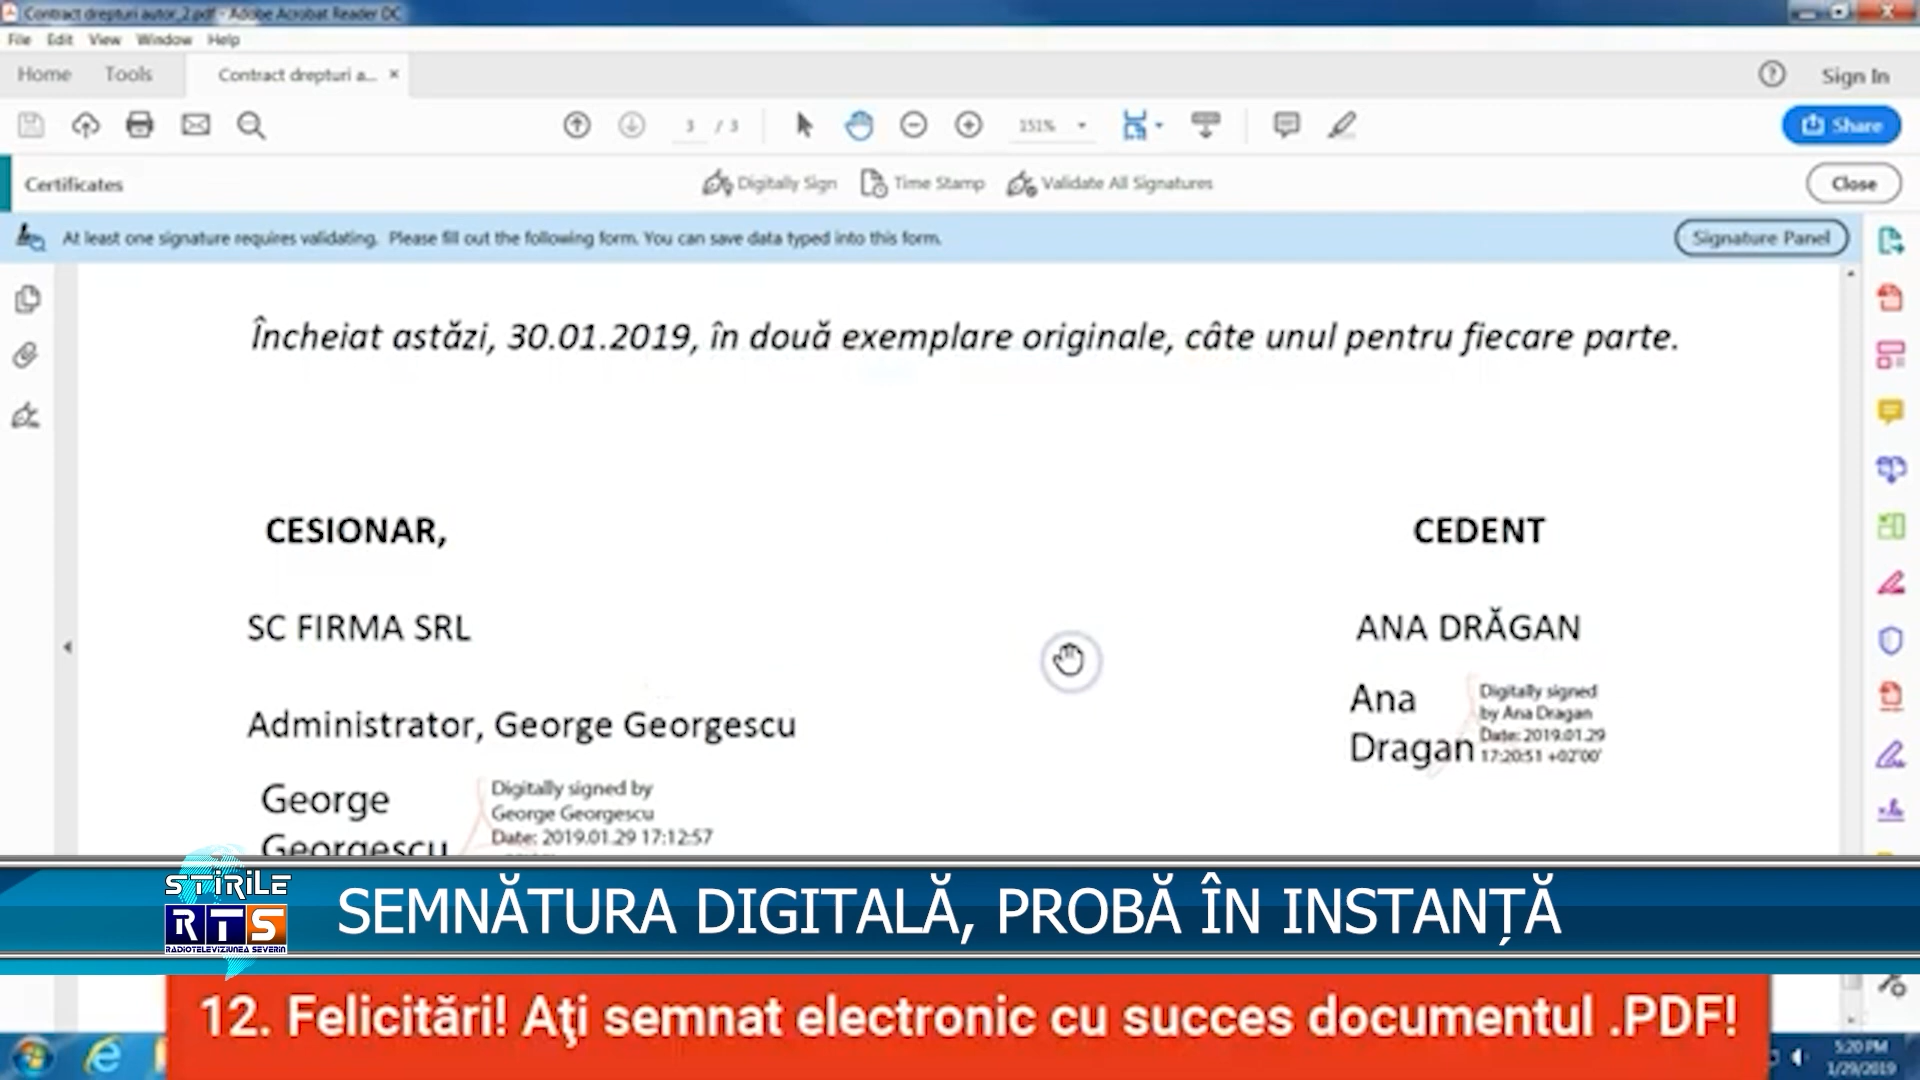 Contract drepturi autor_2.pdf - Adobe Acrobat Reader DC
File Edit View Window Help
Home Tools Contract drepturi a... × Sign In
3 / 3 151% Share
Certificates Digitally Sign Time Stamp Validate All Signatures Close
At least one signature requires validating. Please fill out the following form. You can save data typed into this form. Signature Panel
Încheiat astăzi, 30.01.2019, în două exemplare originale, câte unul pentru fiecare parte.
CESIONAR, CEDENT
SC FIRMA SRL ANA DRĂGAN
Administrator, George Georgescu
Ana
Dragan
Digitally signed
by Ana Dragan
Date: 2019.01.29
17:20:51 +02'00'
George
Georgescu
Digitally signed by
George Georgescu
Date: 2019.01.29 17:12:57
STIRILE
RTS
RADIOTELEVIZIUNEA SEVERIN
SEMNĂTURA DIGITALĂ, PROBĂ ÎN INSTANȚĂ
12. Felicitări! Aţi semnat electronic cu succes documentul .PDF!
5:20 PM
1/29/2019